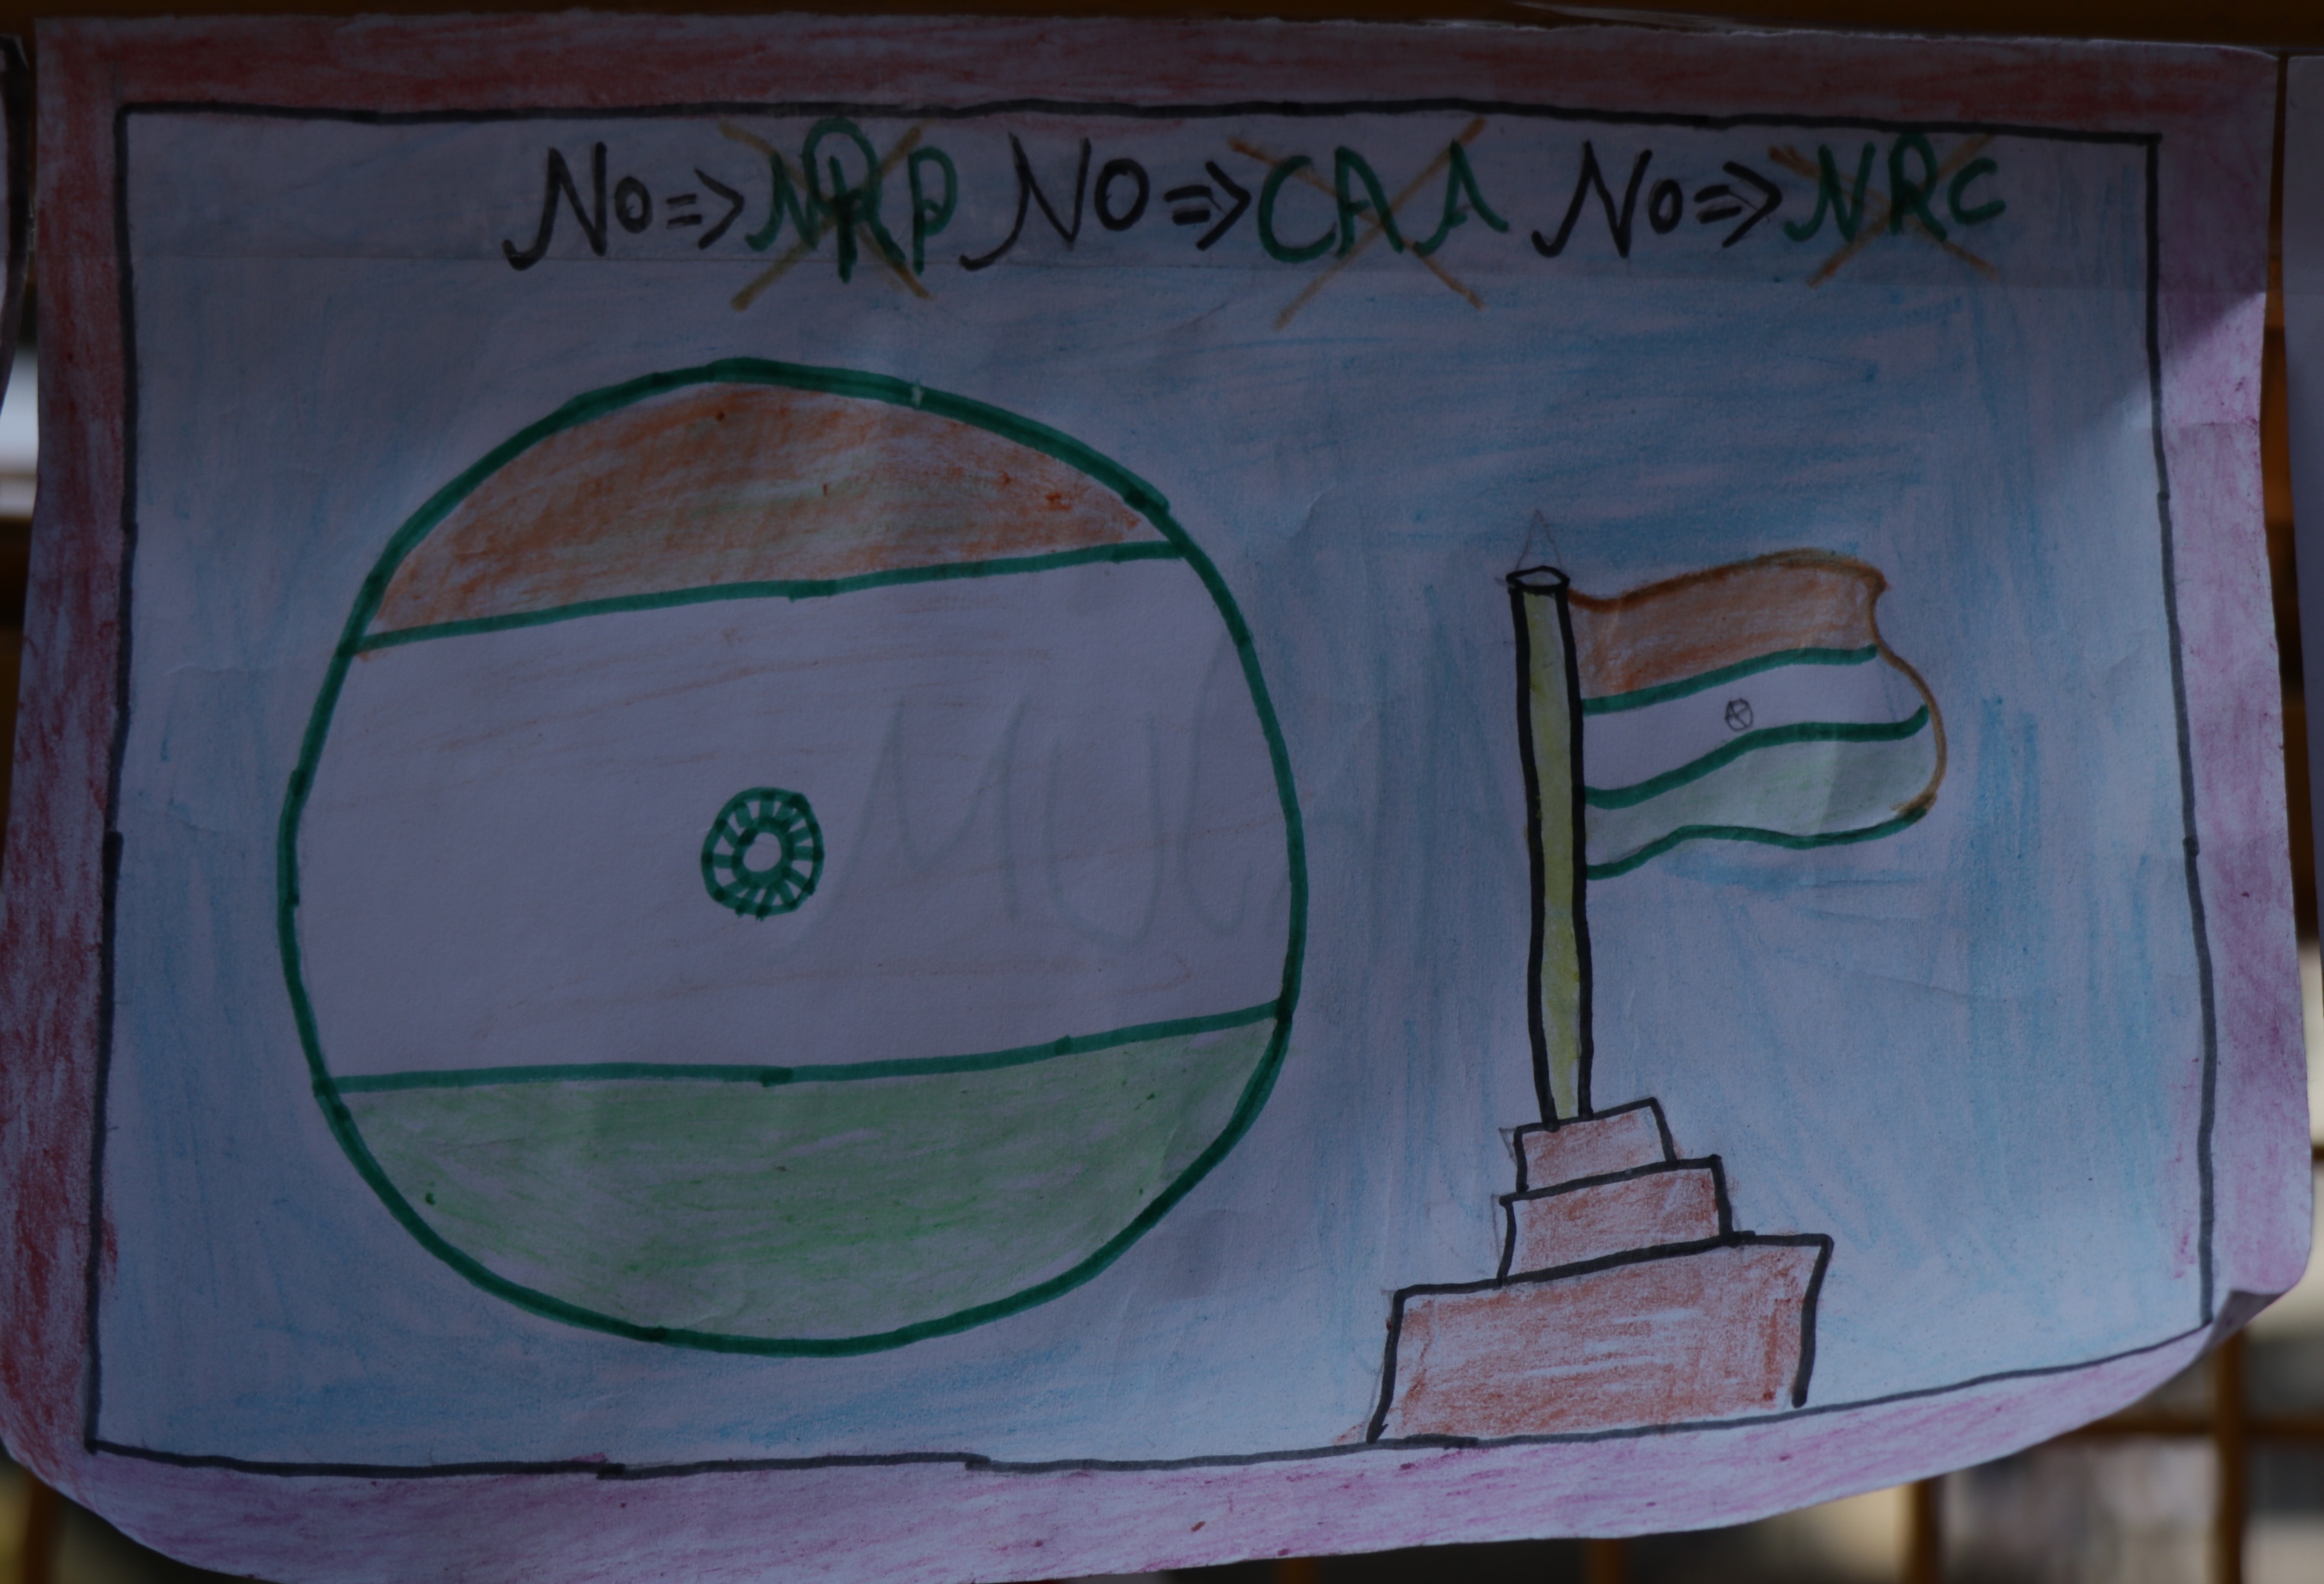 No => NRP NO => CAA No => NRC